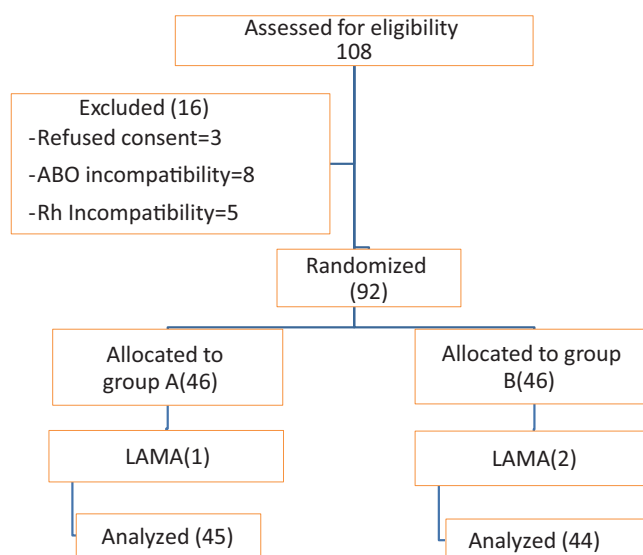 Assessed for eligibility
108
Excluded (16)
-Refused consent=3
-ABO incompatibility=8
-Rh Incompatibility=5
Randomized
(92)
Allocated to
group A(46)
Allocated to group
B(46)
LAMA(1)
LAMA(2)
Analyzed (45)
Analyzed (44)